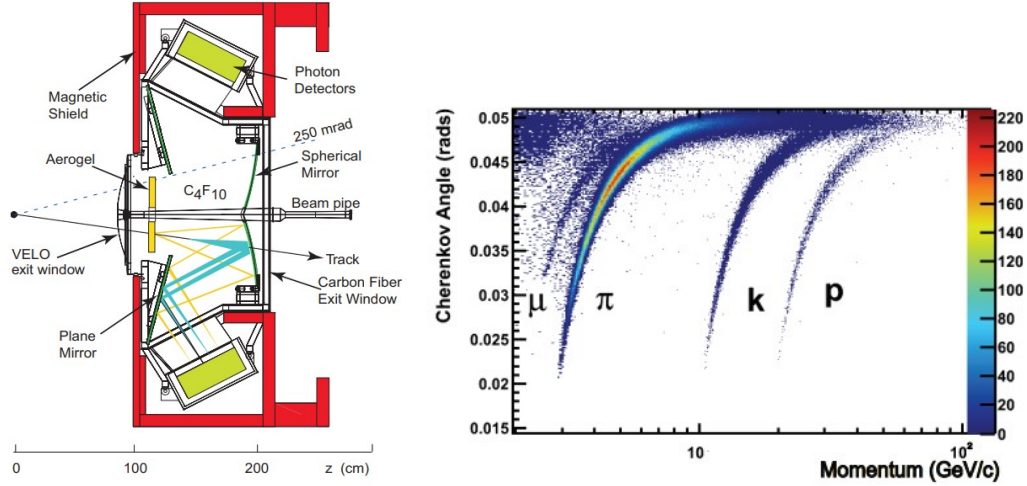 Magnetic
Shield
Photon
Detectors
250 mrad
Aerogel
C₄F₁₀
Spherical
Mirror
Beam pipe
VELO
exit window
Track
Carbon Fiber
Exit Window
Plane
Mirror
0
100
200
z (cm)
Cherenkov Angle (rads)
0.05
0.045
0.04
0.035
0.03
0.025
0.02
0.015
μ
π
k
p
10
10²
Momentum (GeV/c)
220
200
180
160
140
120
100
80
60
40
20
0